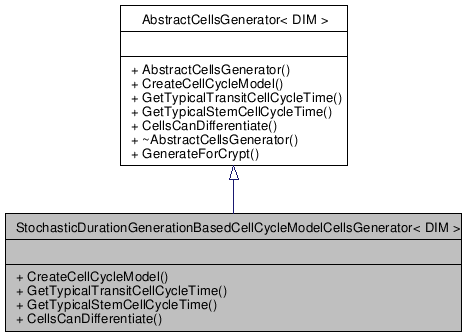 AbstractCellsGenerator< DIM >
+ AbstractCellsGenerator()
+ CreateCellCycleModel()
+ GetTypicalTransitCellCycleTime()
+ GetTypicalStemCellCycleTime()
+ CellsCanDifferentiate()
+ ~AbstractCellsGenerator()
+ GenerateForCrypt()
StochasticDurationGenerationBasedCellCycleModelCellsGenerator< DIM >
+ CreateCellCycleModel()
+ GetTypicalTransitCellCycleTime()
+ GetTypicalStemCellCycleTime()
+ CellsCanDifferentiate()